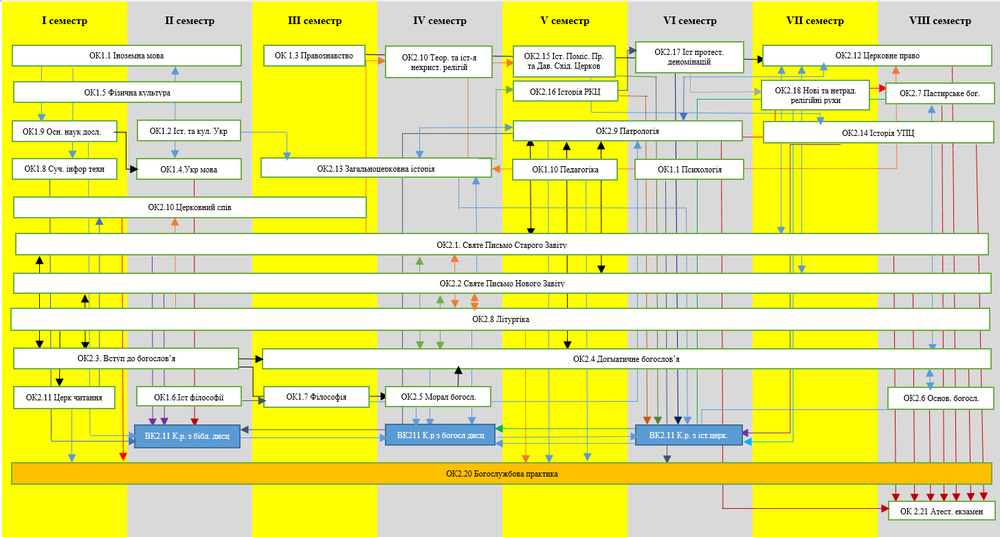 I семестр
II семестр
III семестр
IV семестр
V семестр
VI семестр
VII семестр
VIII семестр
ОК1.1 Іноземна мова
ОК 1.3 Правознавство
ОК2.10 Теор. та іст-я
нехрист. релігій
ОК2.15 Іст. Поміс. Пр.
та Дав. Схід. Церков
ОК2.17 Іст протест.
деномінацій
ОК2.12 Церковне право
ОК1.5 Фізична культура
ОК2.16 Історія РКЦ
ОК2.18 Нові та нетрад.
релігійні рухи
ОК2.7 Пастирське бог.
ОК1.9 Осн. наук досл.
ОК1.2 Іст. та кул. Укр
ОК2.9 Патрологія
ОК2.14 Історія УПЦ
ОК1.8 Суч. інфор техн
ОК1.4.Укр мова
ОК2.13 Загальноцерковна історія
ОК1.10 Педагогіка
ОК1.1 Психологія
ОК2.10 Церковний спів
ОК2.1. Святе Письмо Старого Завіту
ОК2.2 Святе Письмо Нового Завіту
ОК2.8 Літургіка
ОК2.3. Вступ до богослов’я
ОК2.4 Догматичне богослов’я
ОК2.11 Церк читання
ОК1.6.Іст філософії
ОК1.7 Філософія
ОК2.5 Морал богосл.
ОК2.6 Основ. богосл.
ВК2.11 К.р. з бібл. дисц
ВК211 К.р з богосл дисц
ВК2.11 К.р. з іст.церк.
ОК2.20 Богослужбова практика
ОК 2.21 Атест. екзамен